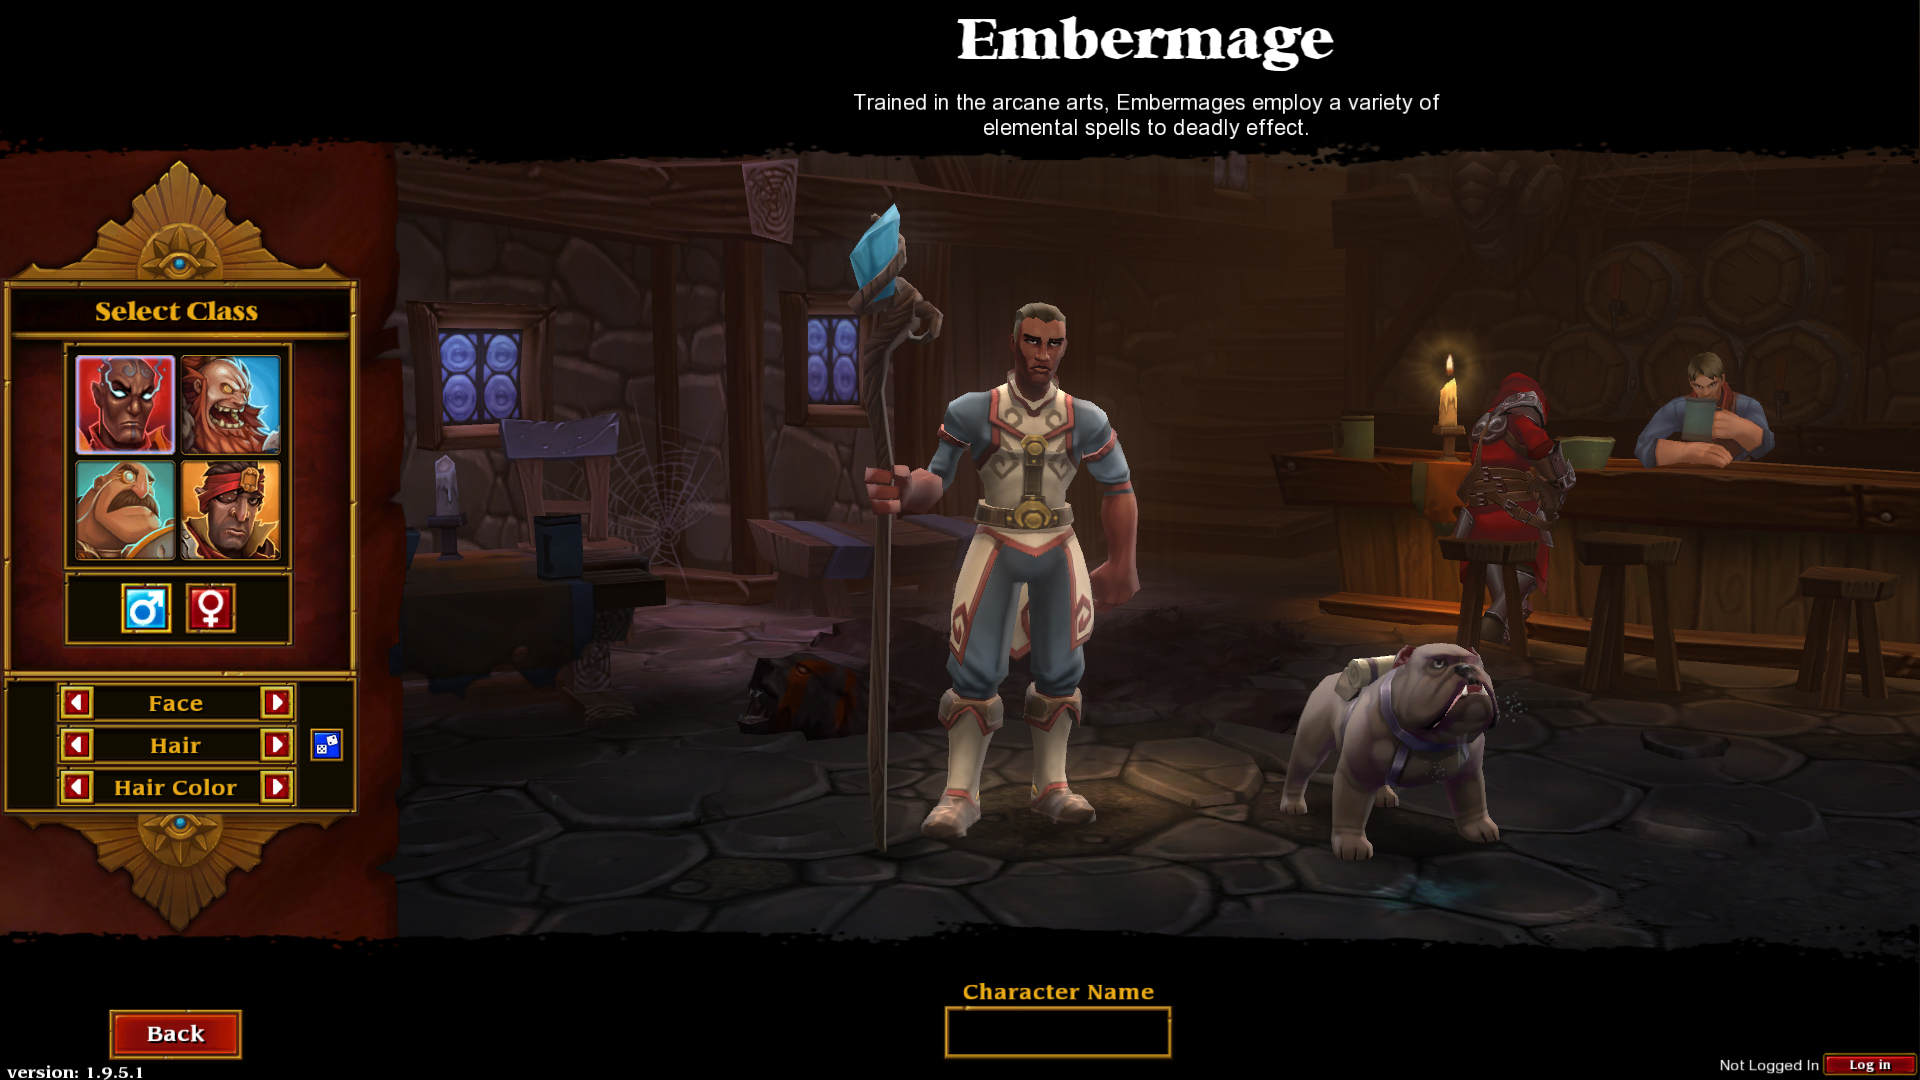 Embermage
Trained in the arcane arts, Embermages employ a variety of
elemental spells to deadly effect.
Select Class
Face
Hair
Hair Color
Character Name
Back
version: 1.9.5.1
Not Logged In
Log in